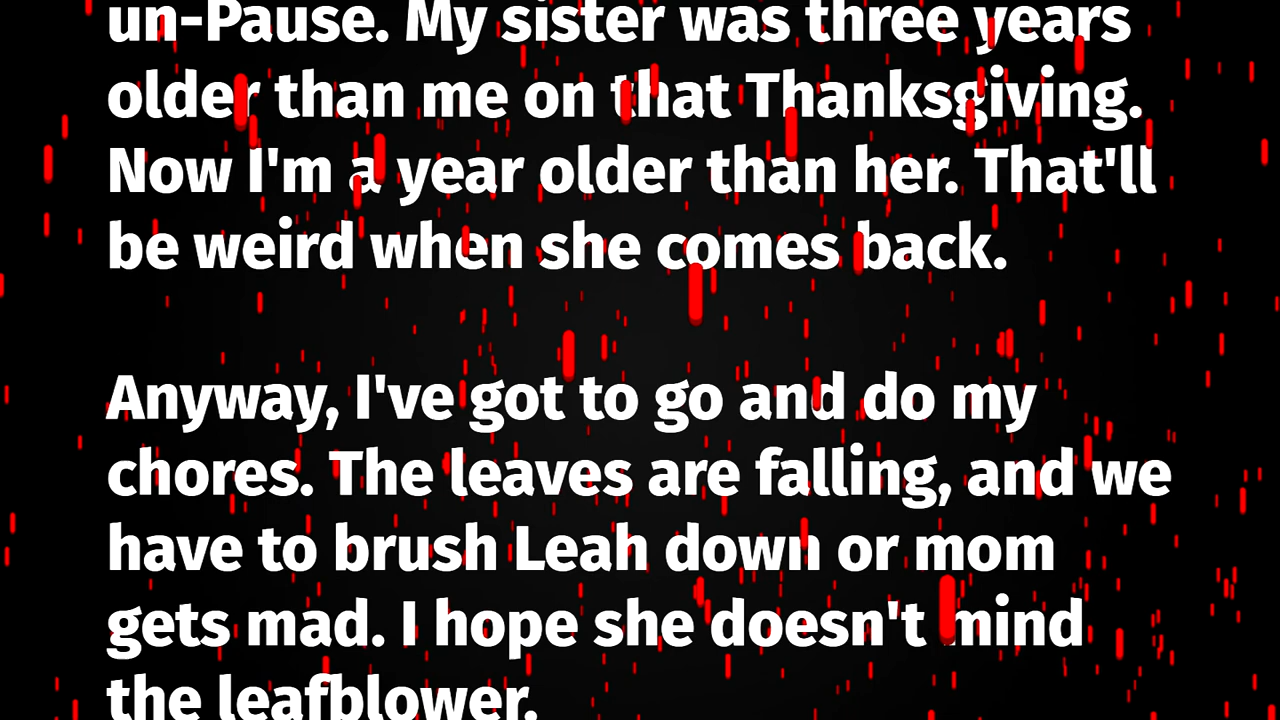 un-Pause. My sister was three years
older than me on that Thanksgiving.
Now I'm a year older than her. That'll
be weird when she comes back.
Anyway, I've got to go and do my
chores. The leaves are falling, and we
have to brush Leah down or mom
gets mad. I hope she doesn't mind
the leafblower.